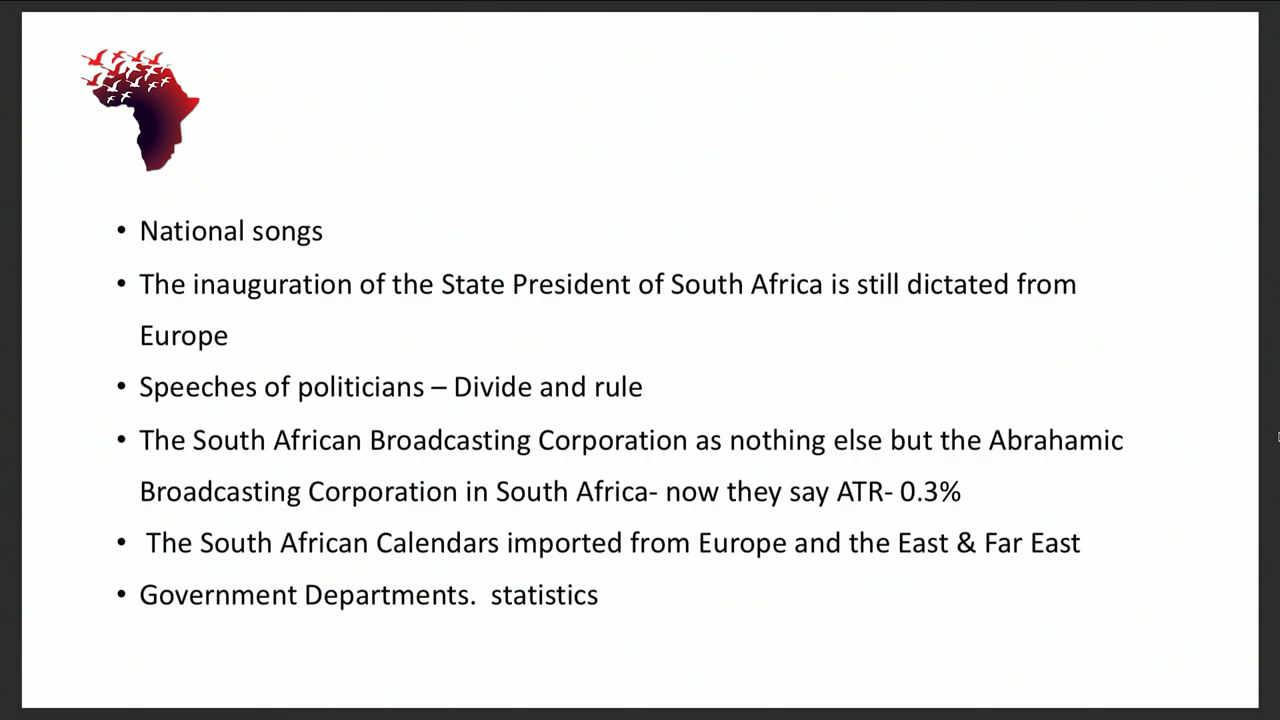 • National songs
• The inauguration of the State President of South Africa is still dictated from
Europe
• Speeches of politicians – Divide and rule
• The South African Broadcasting Corporation as nothing else but the Abrahamic
Broadcasting Corporation in South Africa- now they say ATR- 0.3%
• The South African Calendars imported from Europe and the East & Far East
• Government Departments.  statistics